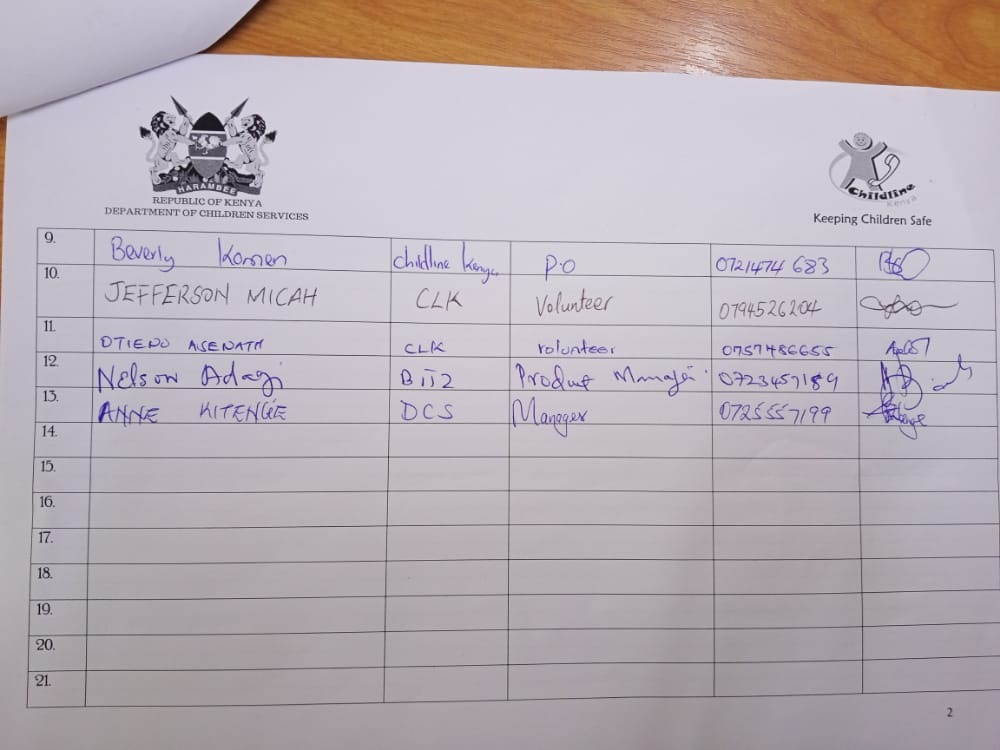 HARAMBEE
REPUBLIC OF KENYA
DEPARTMENT OF CHILDREN SERVICES
Childline
Kenya
Keeping Children Safe
9. Beverly Komen childline Kenya P.O 0721474 683
10. JEFFERSON MICAH CLK Volunteer 0794526204
11. OTIENO ASENATH CLK volunteer 0757486655
12. Nelson Adagi BITZ Product Manager 0723457189
13. ANNE KITENGE DCS Manager 0725557199
14.
15.
16.
17.
18.
19.
20.
21.
2